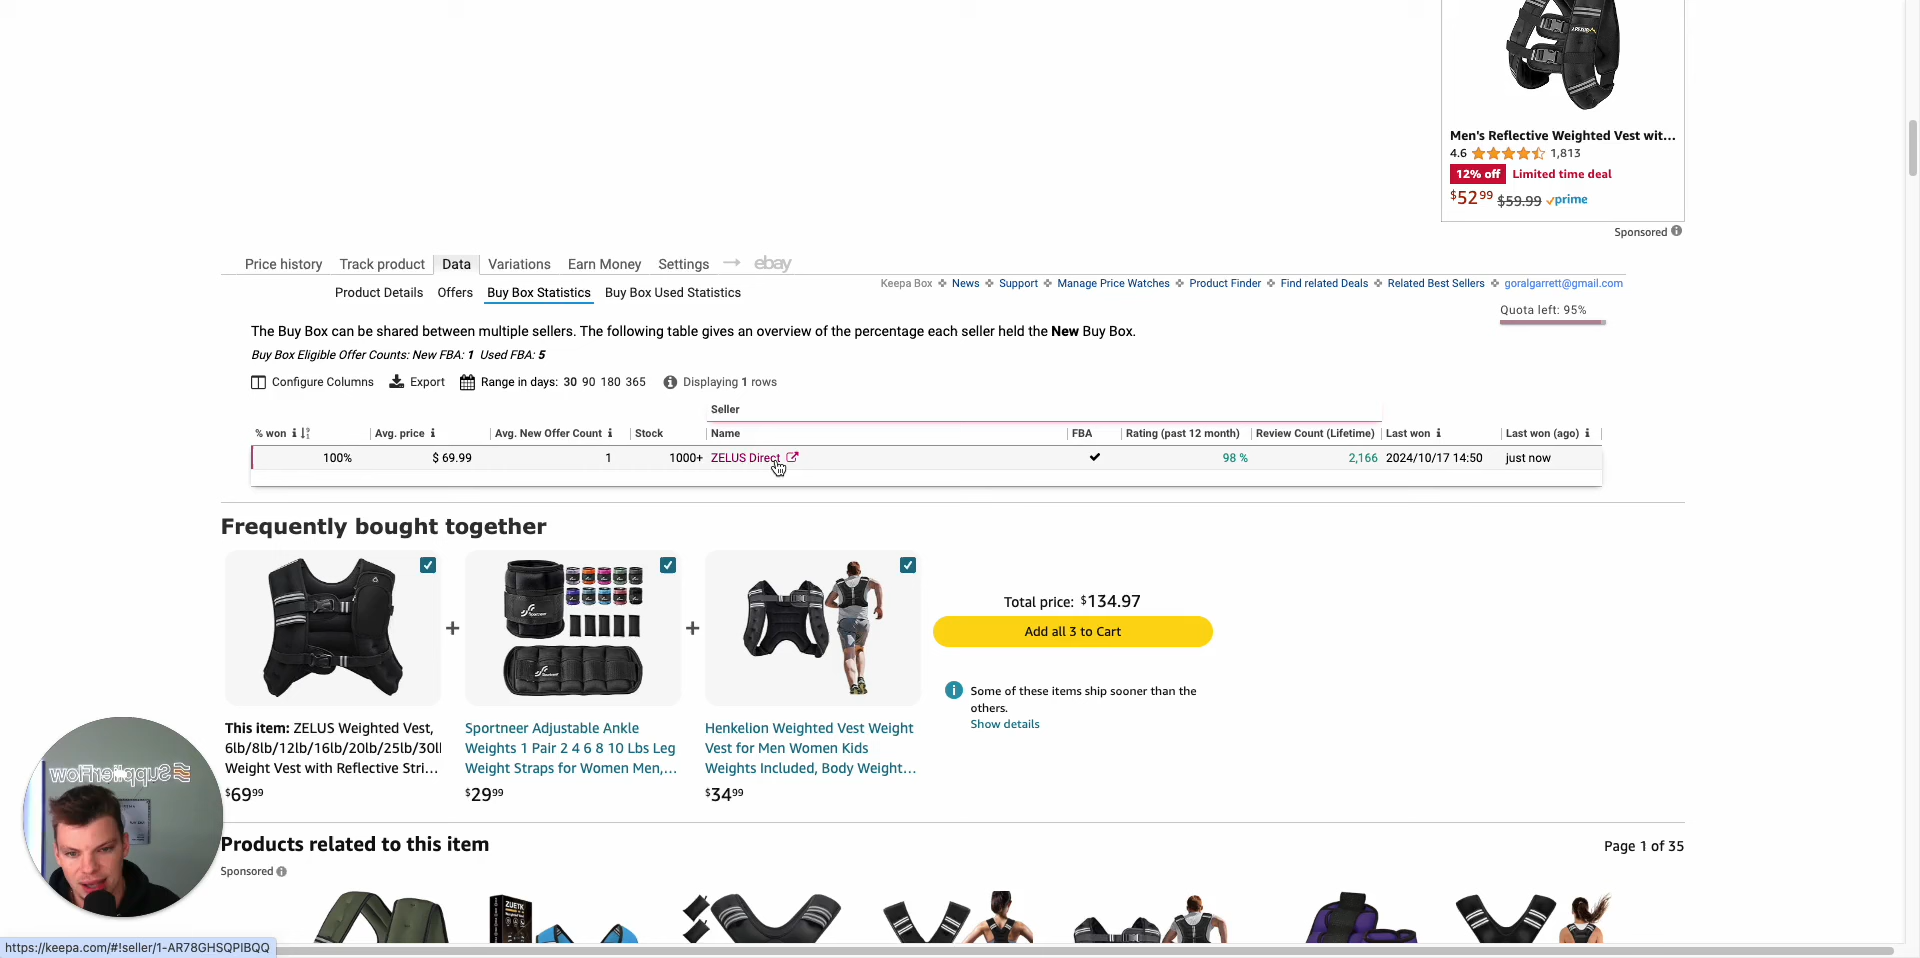 Men's Reflective Weighted Vest wit...
4.6 1,813
12% off Limited time deal
$52 99 $59.99 prime
Sponsored
Price history Track product Data Variations Earn Money Settings ebay
Keepa Box News Support Manage Price Watches Product Finder Find related Deals Related Best Sellers goralgarrett@gmail.com
Product Details Offers Buy Box Statistics Buy Box Used Statistics
Quota left: 95%
The Buy Box can be shared between multiple sellers. The following table gives an overview of the percentage each seller held the New Buy Box.
Buy Box Eligible Offer Counts: New FBA: 1 Used FBA: 5
Configure Columns Export Range in days: 30 90 180 365 Displaying 1 rows
Seller
% won Avg. price Avg. New Offer Count Stock Name FBA Rating (past 12 month) Review Count (Lifetime) Last won Last won (ago)
100% $ 69.99 1 1000+ ZELUS Direct 98 % 2,166 2024/10/17 14:50 just now
Frequently bought together
This item: ZELUS Weighted Vest,
6lb/8lb/12lb/16lb/20lb/25lb/30ll
Weight Vest with Reflective Stri...
$69 99
Sportneer Adjustable Ankle
Weights 1 Pair 2 4 6 8 10 Lbs Leg
Weight Straps for Women Men,...
$29 99
Henkelion Weighted Vest Weight
Vest for Men Women Kids
Weights Included, Body Weight...
$34 99
Total price: $134.97
Add all 3 to Cart
Some of these items ship sooner than the
others.
Show details
SupplierFlow
Products related to this item
Page 1 of 35
Sponsored
ZUETK
https://keepa.com/#!seller/1-AR78GHSQPIBQQ